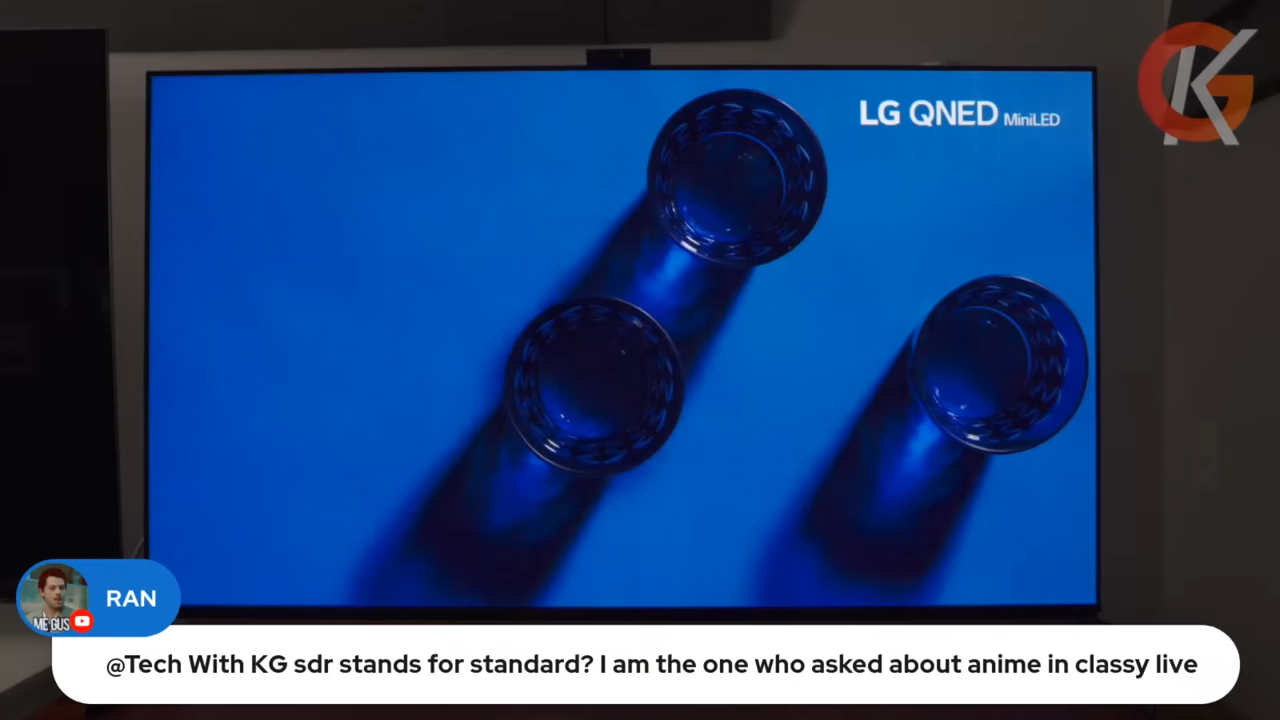 LG QNED MiniLED
ME GUS
RAN
@Tech With KG sdr stands for standard? I am the one who asked about anime in classy live